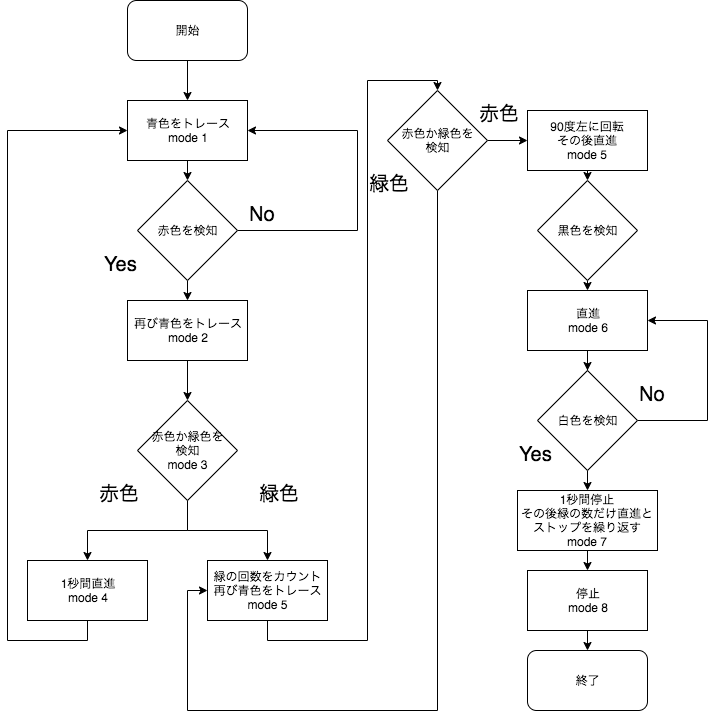 開始
青色をトレース
mode 1
赤色を検知
No
Yes
再び青色をトレース
mode 2
赤色か緑色を
検知
mode 3
赤色
緑色
1秒間直進
mode 4
緑の回数をカウント
再び青色をトレース
mode 5
赤色か緑色を
検知
赤色
緑色
90度左に回転
その後直進
mode 5
黒色を検知
直進
mode 6
白色を検知
No
Yes
1秒間停止
その後緑の数だけ直進と
ストップを繰り返す
mode 7
停止
mode 8
終了